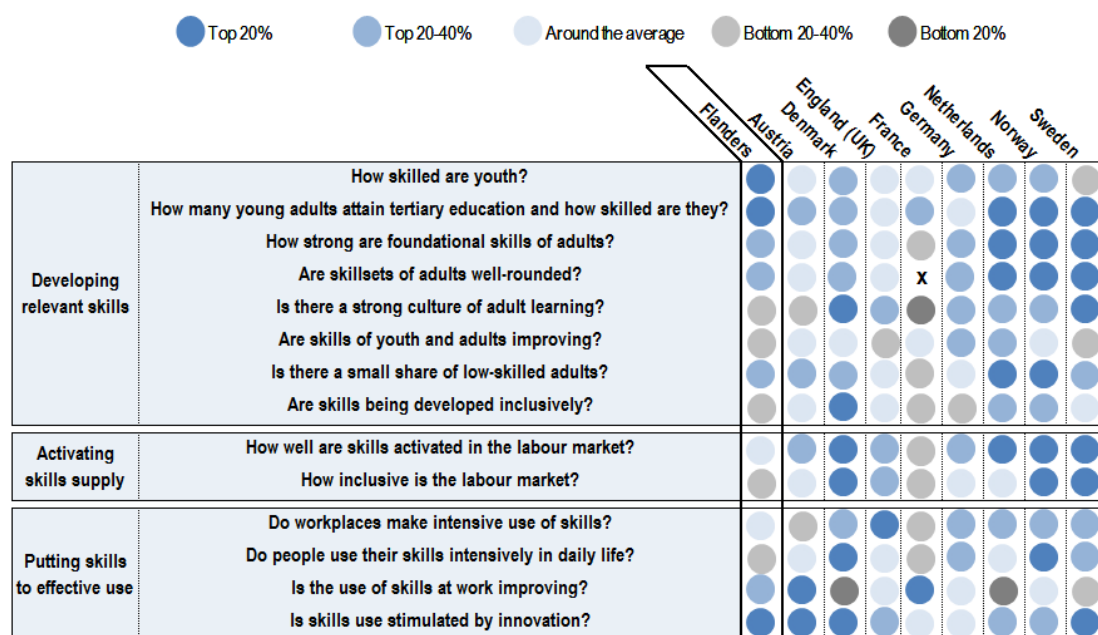 Top 20% Top 20-40% Around the average Bottom 20-40% Bottom 20%
Flanders Austria Denmark England (UK) France Germany Netherlands Norway Sweden
Developing relevant skills
How skilled are youth?
How many young adults attain tertiary education and how skilled are they?
How strong are foundational skills of adults?
Are skillsets of adults well-rounded? x
Is there a strong culture of adult learning?
Are skills of youth and adults improving?
Is there a small share of low-skilled adults?
Are skills being developed inclusively?
Activating skills supply
How well are skills activated in the labour market?
How inclusive is the labour market?
Putting skills to effective use
Do workplaces make intensive use of skills?
Do people use their skills intensively in daily life?
Is the use of skills at work improving?
Is skills use stimulated by innovation?